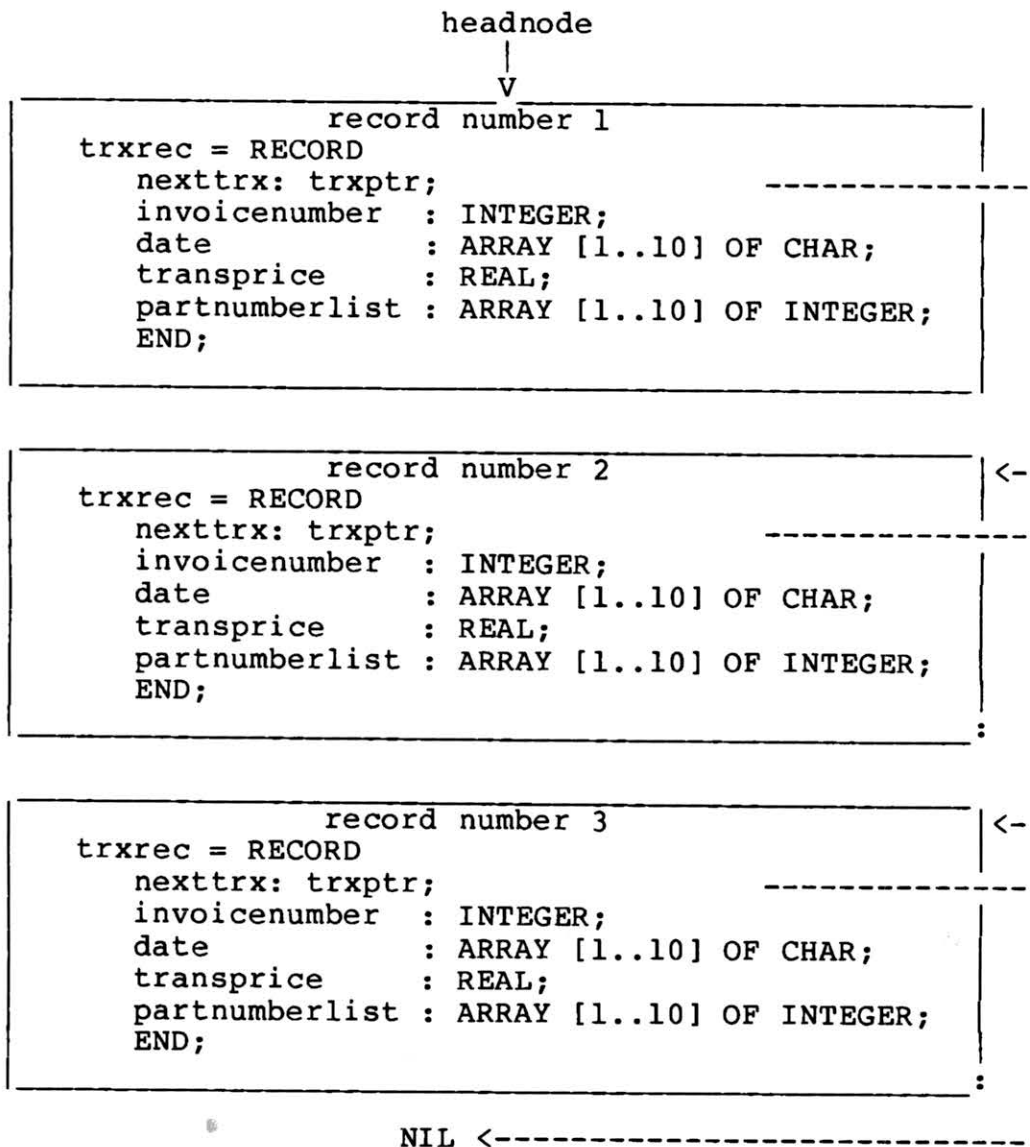 headnode
|
V
record number 1
trxrec = RECORD
nexttrx: trxptr; --------------
invoicenumber : INTEGER;
date : ARRAY [1..10] OF CHAR;
transprice : REAL;
partnumberlist : ARRAY [1..10] OF INTEGER;
END;
record number 2 <-
trxrec = RECORD
nexttrx: trxptr; --------------
invoicenumber : INTEGER;
date : ARRAY [1..10] OF CHAR;
transprice : REAL;
partnumberlist : ARRAY [1..10] OF INTEGER;
END;
:
record number 3 <-
trxrec = RECORD
nexttrx: trxptr; --------------
invoicenumber : INTEGER;
date : ARRAY [1..10] OF CHAR;
transprice : REAL;
partnumberlist : ARRAY [1..10] OF INTEGER;
END;
:
NIL <----------------------------